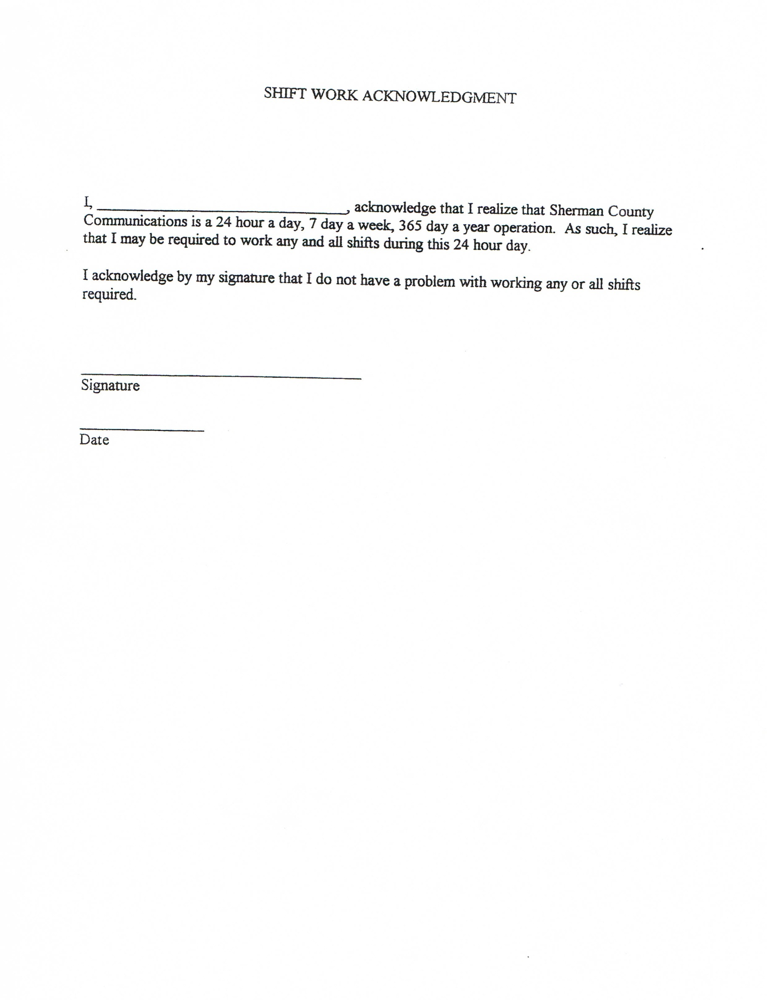 SHIFT WORK ACKNOWLEDGMENT
I, ______________________________, acknowledge that I realize that Sherman County
Communications is a 24 hour a day, 7 day a week, 365 day a year operation.  As such, I realize
that I may be required to work any and all shifts during this 24 hour day.
I acknowledge by my signature that I do not have a problem with working any or all shifts
required.
Signature
Date